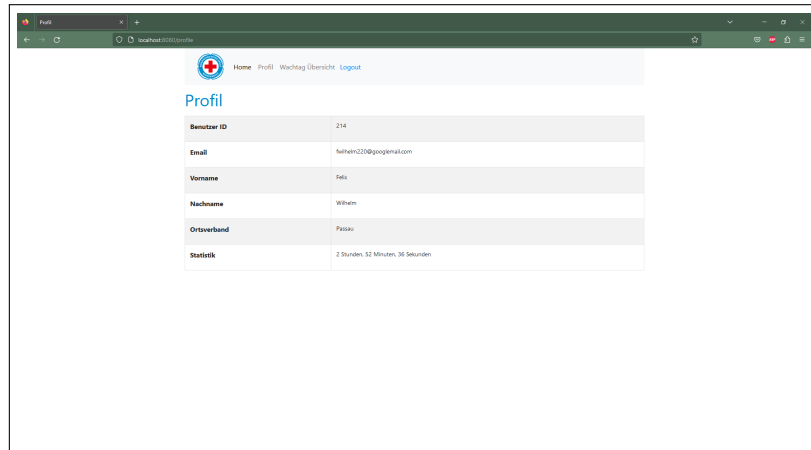 Profil
localhost:8080/profile
Home Profil Wachtag Übersicht Logout
Profil
Benutzer ID 214
Email fwilhelm220@googlemail.com
Vorname Felix
Nachname Wilhelm
Ortsverband Passau
Statistik 2 Stunden, 52 Minuten, 36 Sekunden